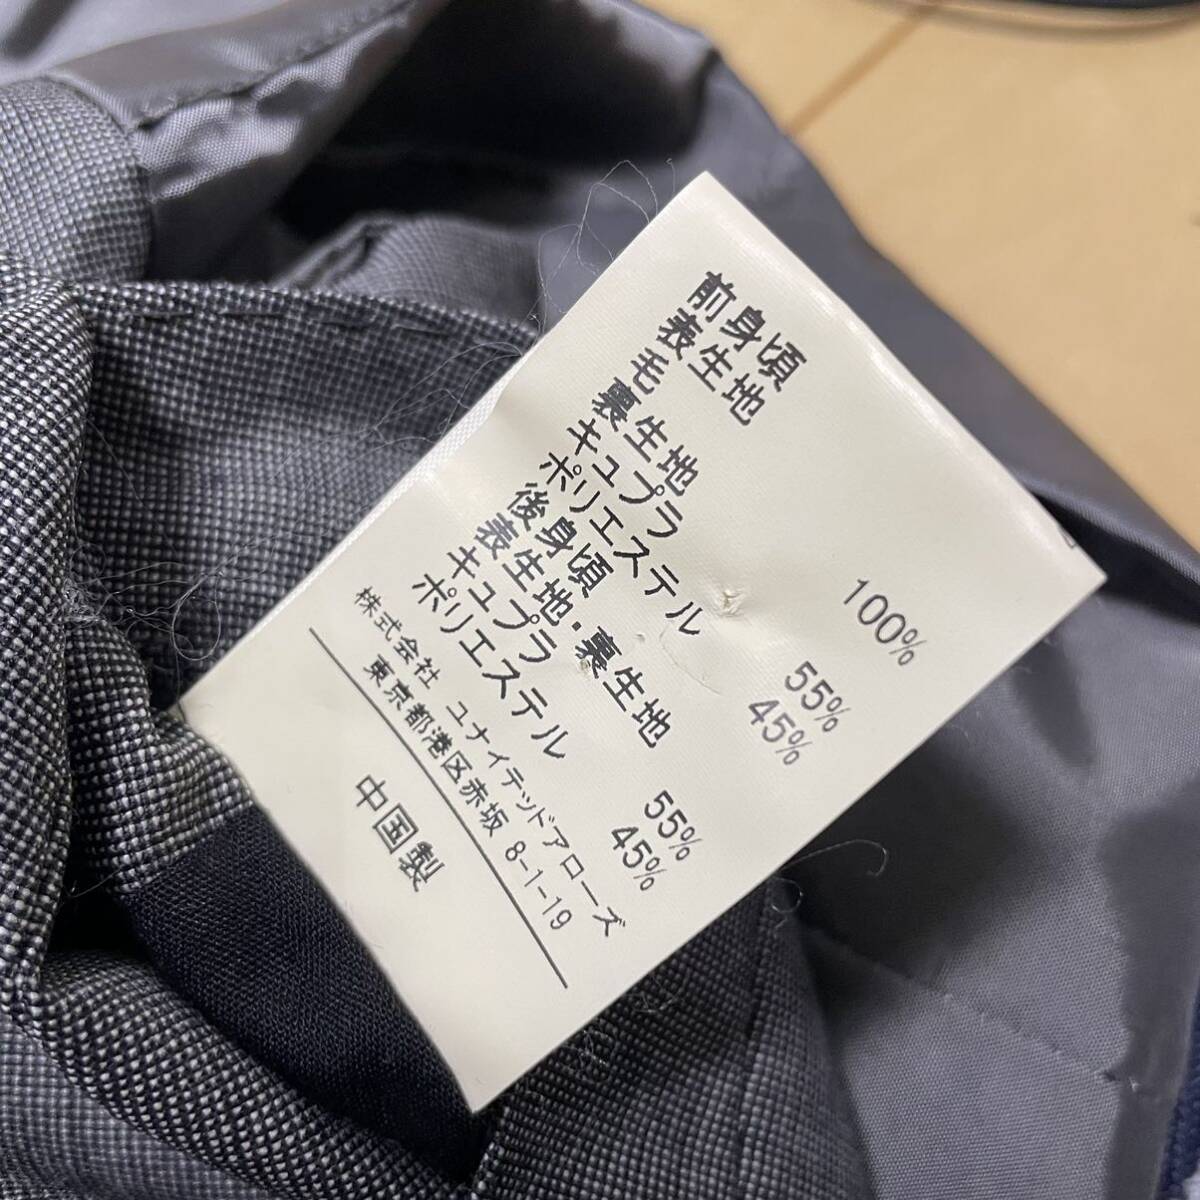 前身頃
表生地
毛 100%
裏生地
キュプラ 55%
ポリエステル 45%
後身頃
表生地・裏生地
キュプラ 55%
ポリエステル 45%
株式会社 ユナイテッドアローズ
東京都港区赤坂 8-1-19
中国製